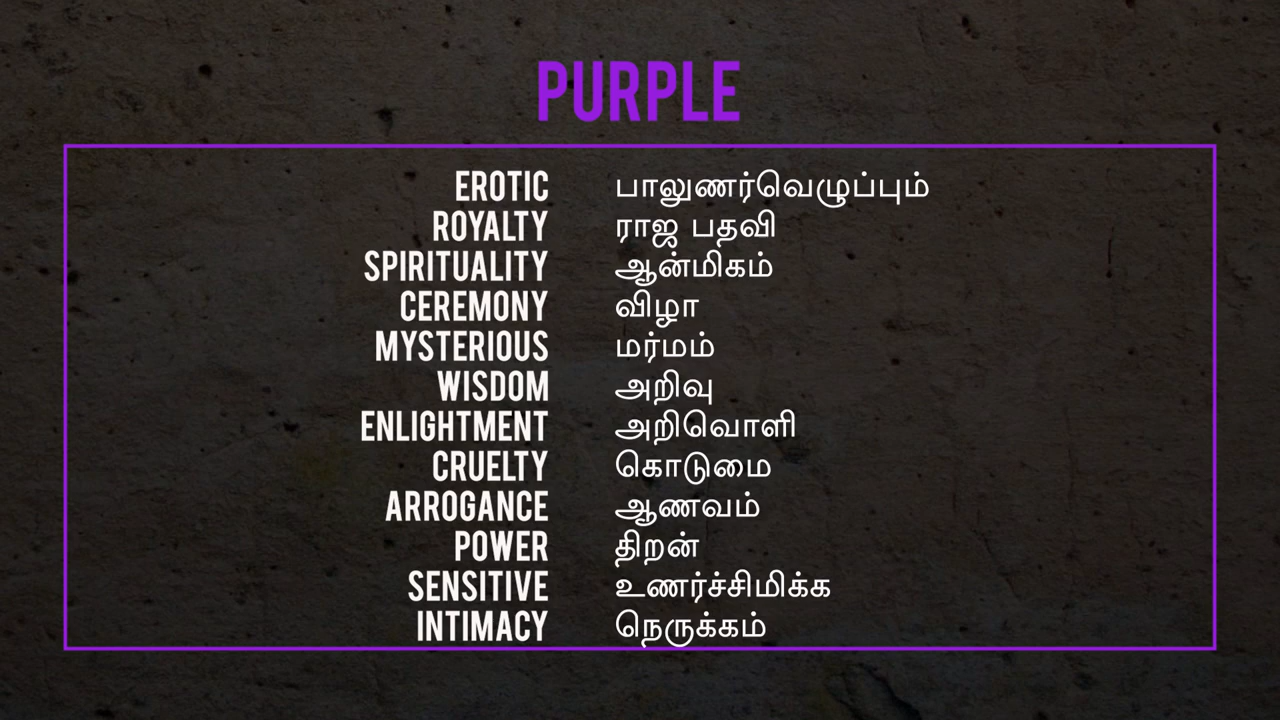 PURPLE
EROTIC பாலுணர்வெழுப்பும்
ROYALTY ராஜ பதவி
SPIRITUALITY ஆன்மிகம்
CEREMONY விழா
MYSTERIOUS மர்மம்
WISDOM அறிவு
ENLIGHTMENT அறிவொளி
CRUELTY கொடுமை
ARROGANCE ஆணவம்
POWER திறன்
SENSITIVE உணர்ச்சிமிக்க
INTIMACY நெருக்கம்